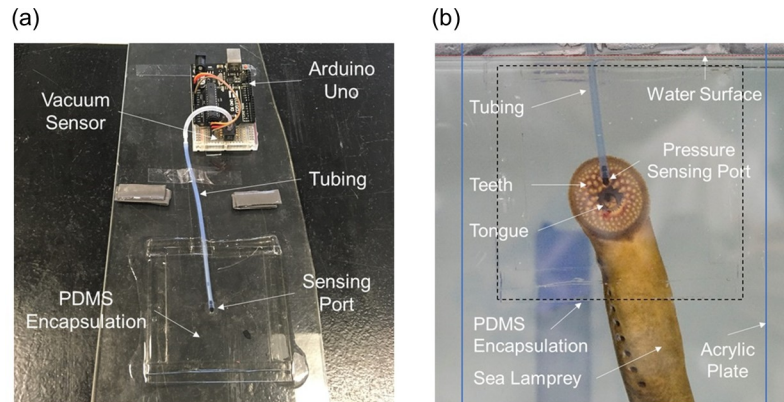 (a)
Arduino
Uno
Vacuum
Sensor
Tubing
Sensing
Port
PDMS
Encapsulation
(b)
Water Surface
Tubing
Pressure
Sensing Port
Teeth
Tongue
PDMS
Encapsulation
Acrylic
Plate
Sea Lamprey